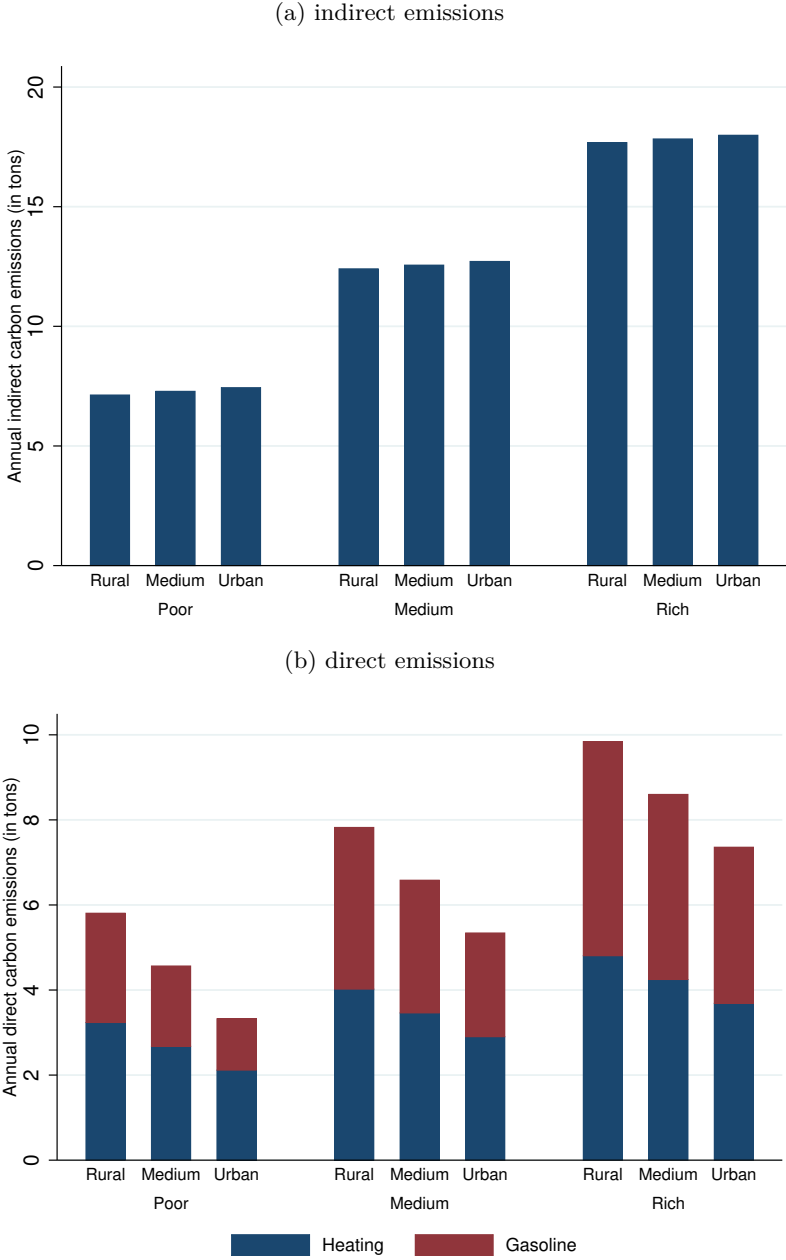 (a) indirect emissions
Annual indirect carbon emissions (in tons)
20
15
10
5
0
Rural Medium Urban Rural Medium Urban Rural Medium Urban
Poor Medium Rich
(b) direct emissions
Annual direct carbon emissions (in tons)
10
8
6
4
2
0
Rural Medium Urban Rural Medium Urban Rural Medium Urban
Poor Medium Rich
Heating Gasoline